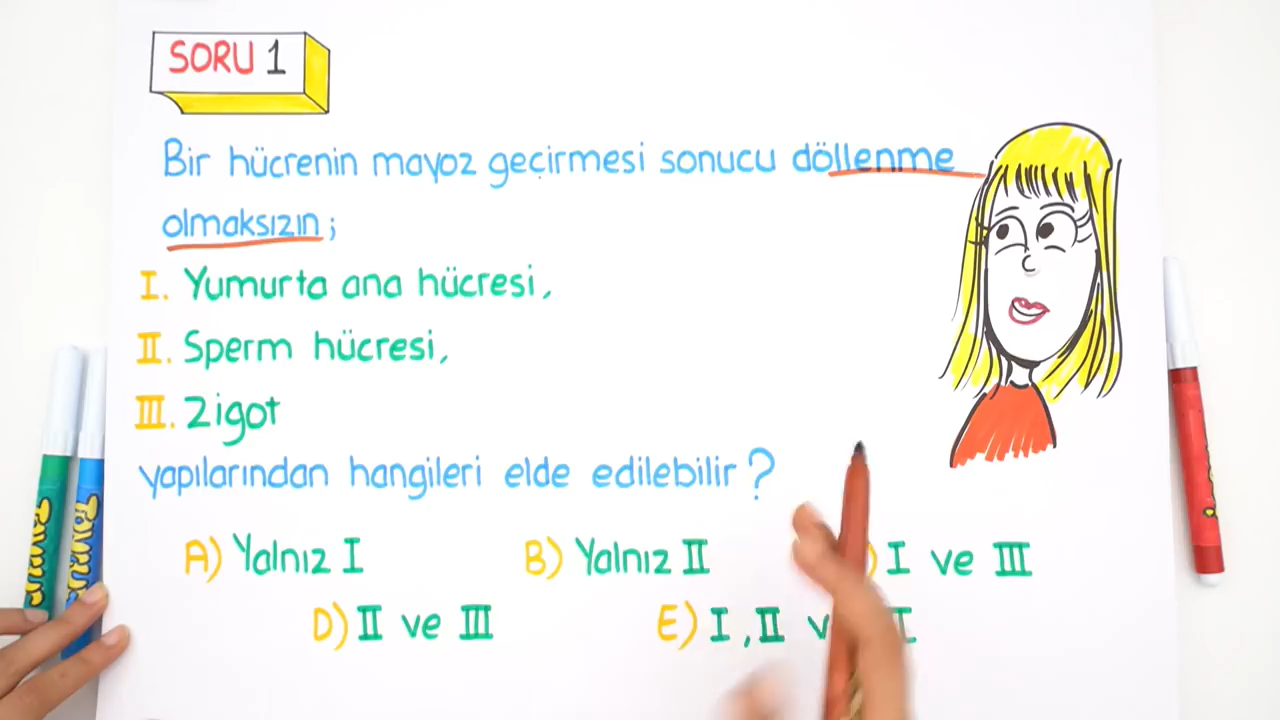 SORU 1
Bir hücrenin mayoz geçirmesi sonucu döllenme
olmaksızın;
I. Yumurta ana hücresi,
II. Sperm hücresi,
III. Zigot
yapılarından hangileri elde edilebilir?
A) Yalnız I B) Yalnız II ) I ve III
D) II ve III E) I, II